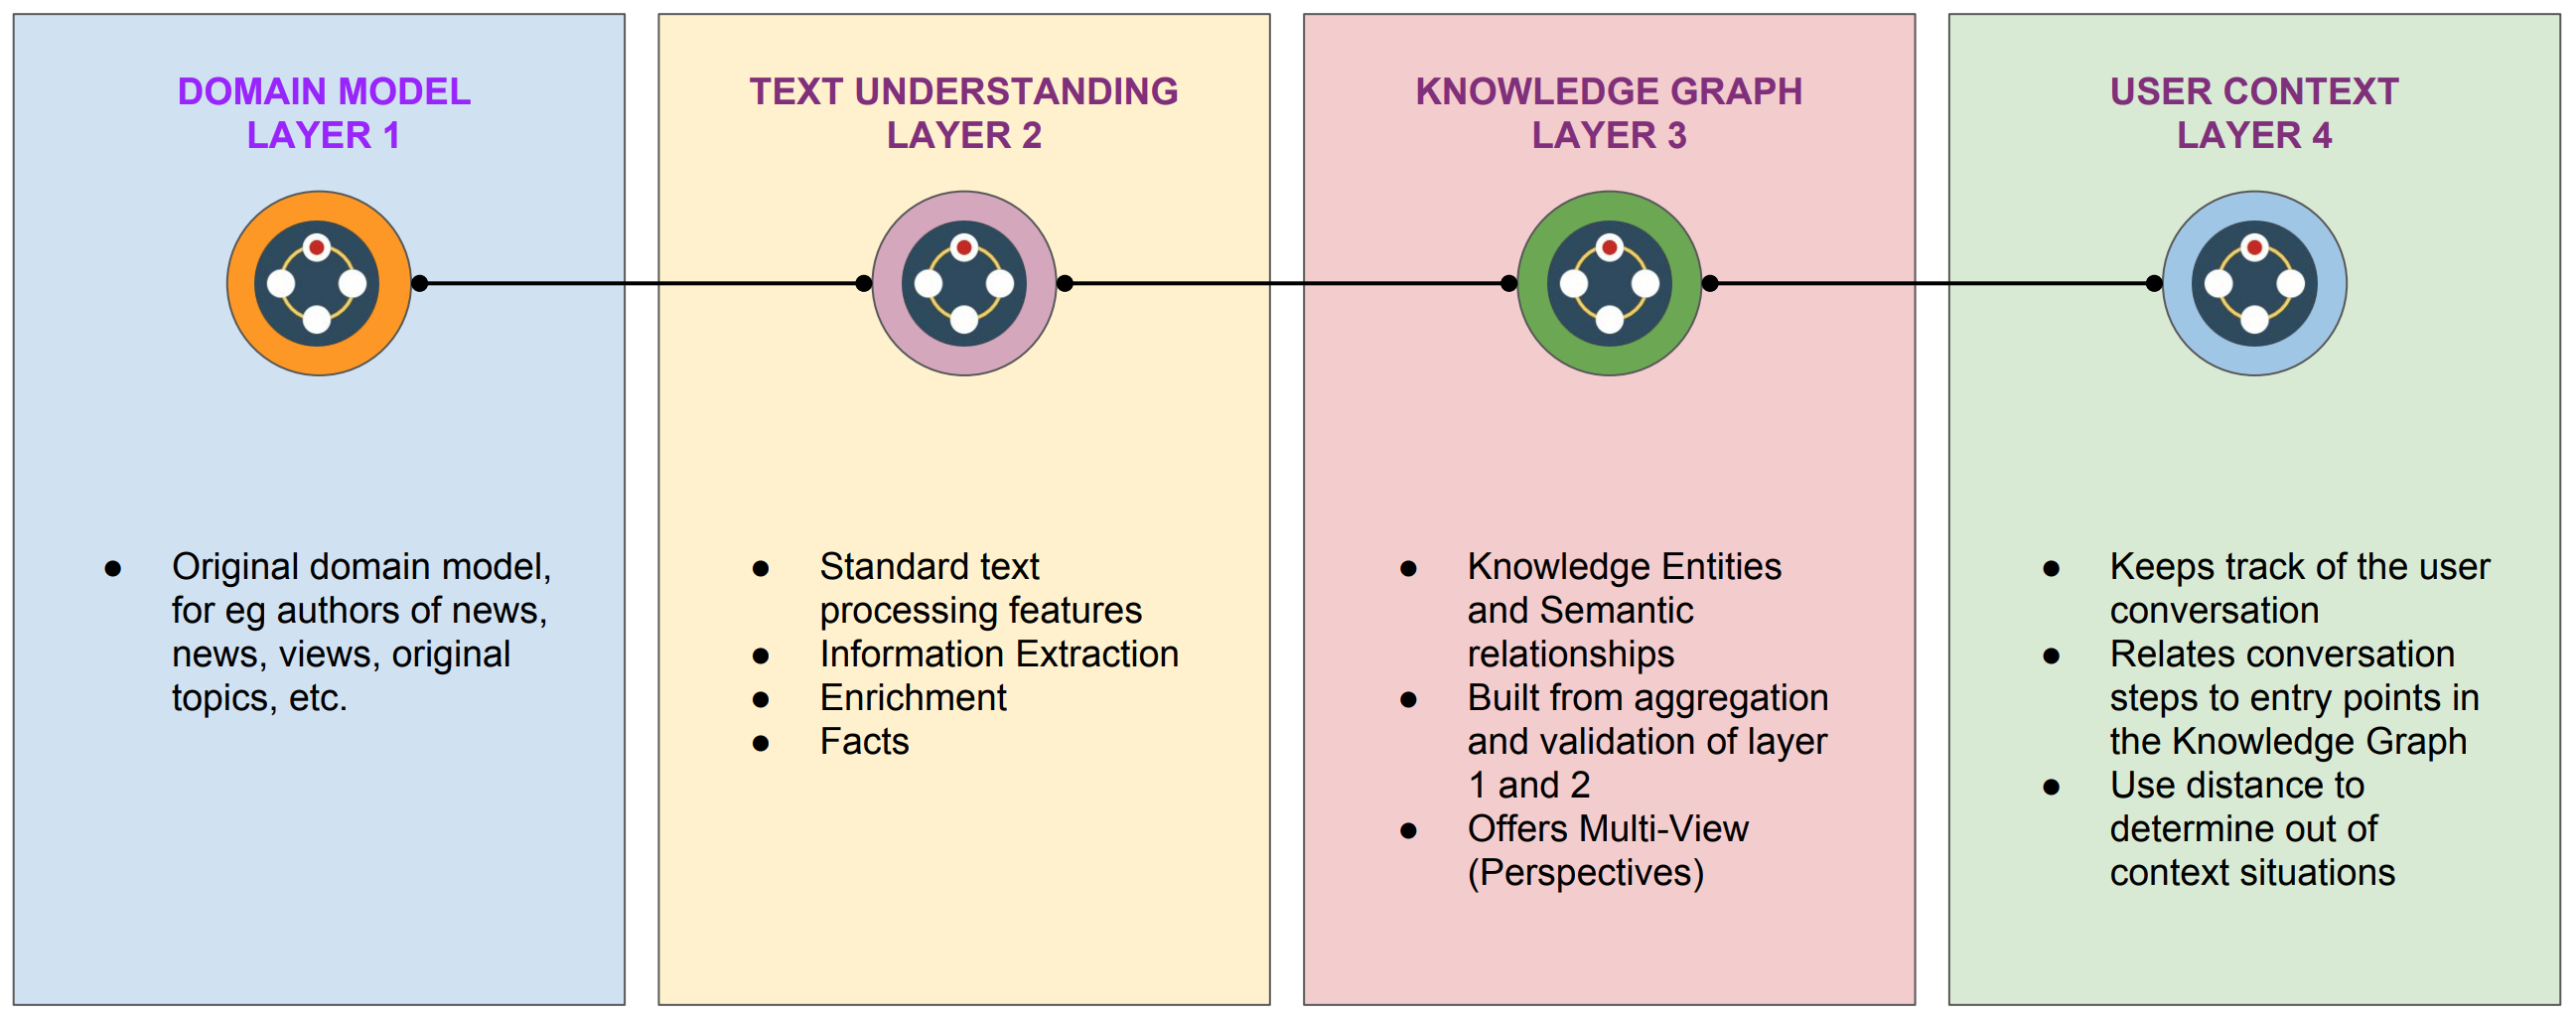 DOMAIN MODEL
LAYER 1
● Original domain model,
for eg authors of news,
news, views, original
topics, etc.
TEXT UNDERSTANDING
LAYER 2
● Standard text
processing features
● Information Extraction
● Enrichment
● Facts
KNOWLEDGE GRAPH
LAYER 3
● Knowledge Entities
and Semantic
relationships
● Built from aggregation
and validation of layer
1 and 2
● Offers Multi-View
(Perspectives)
USER CONTEXT
LAYER 4
● Keeps track of the user
conversation
● Relates conversation
steps to entry points in
the Knowledge Graph
● Use distance to
determine out of
context situations